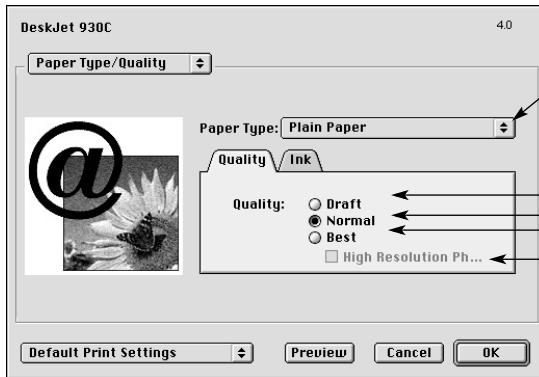 DeskJet 930C 4.0
Paper Type/Quality
Paper Type: Plain Paper
Quality Ink
Quality: Draft
Normal
Best
High Resolution Ph...
@
Default Print Settings Preview Cancel OK